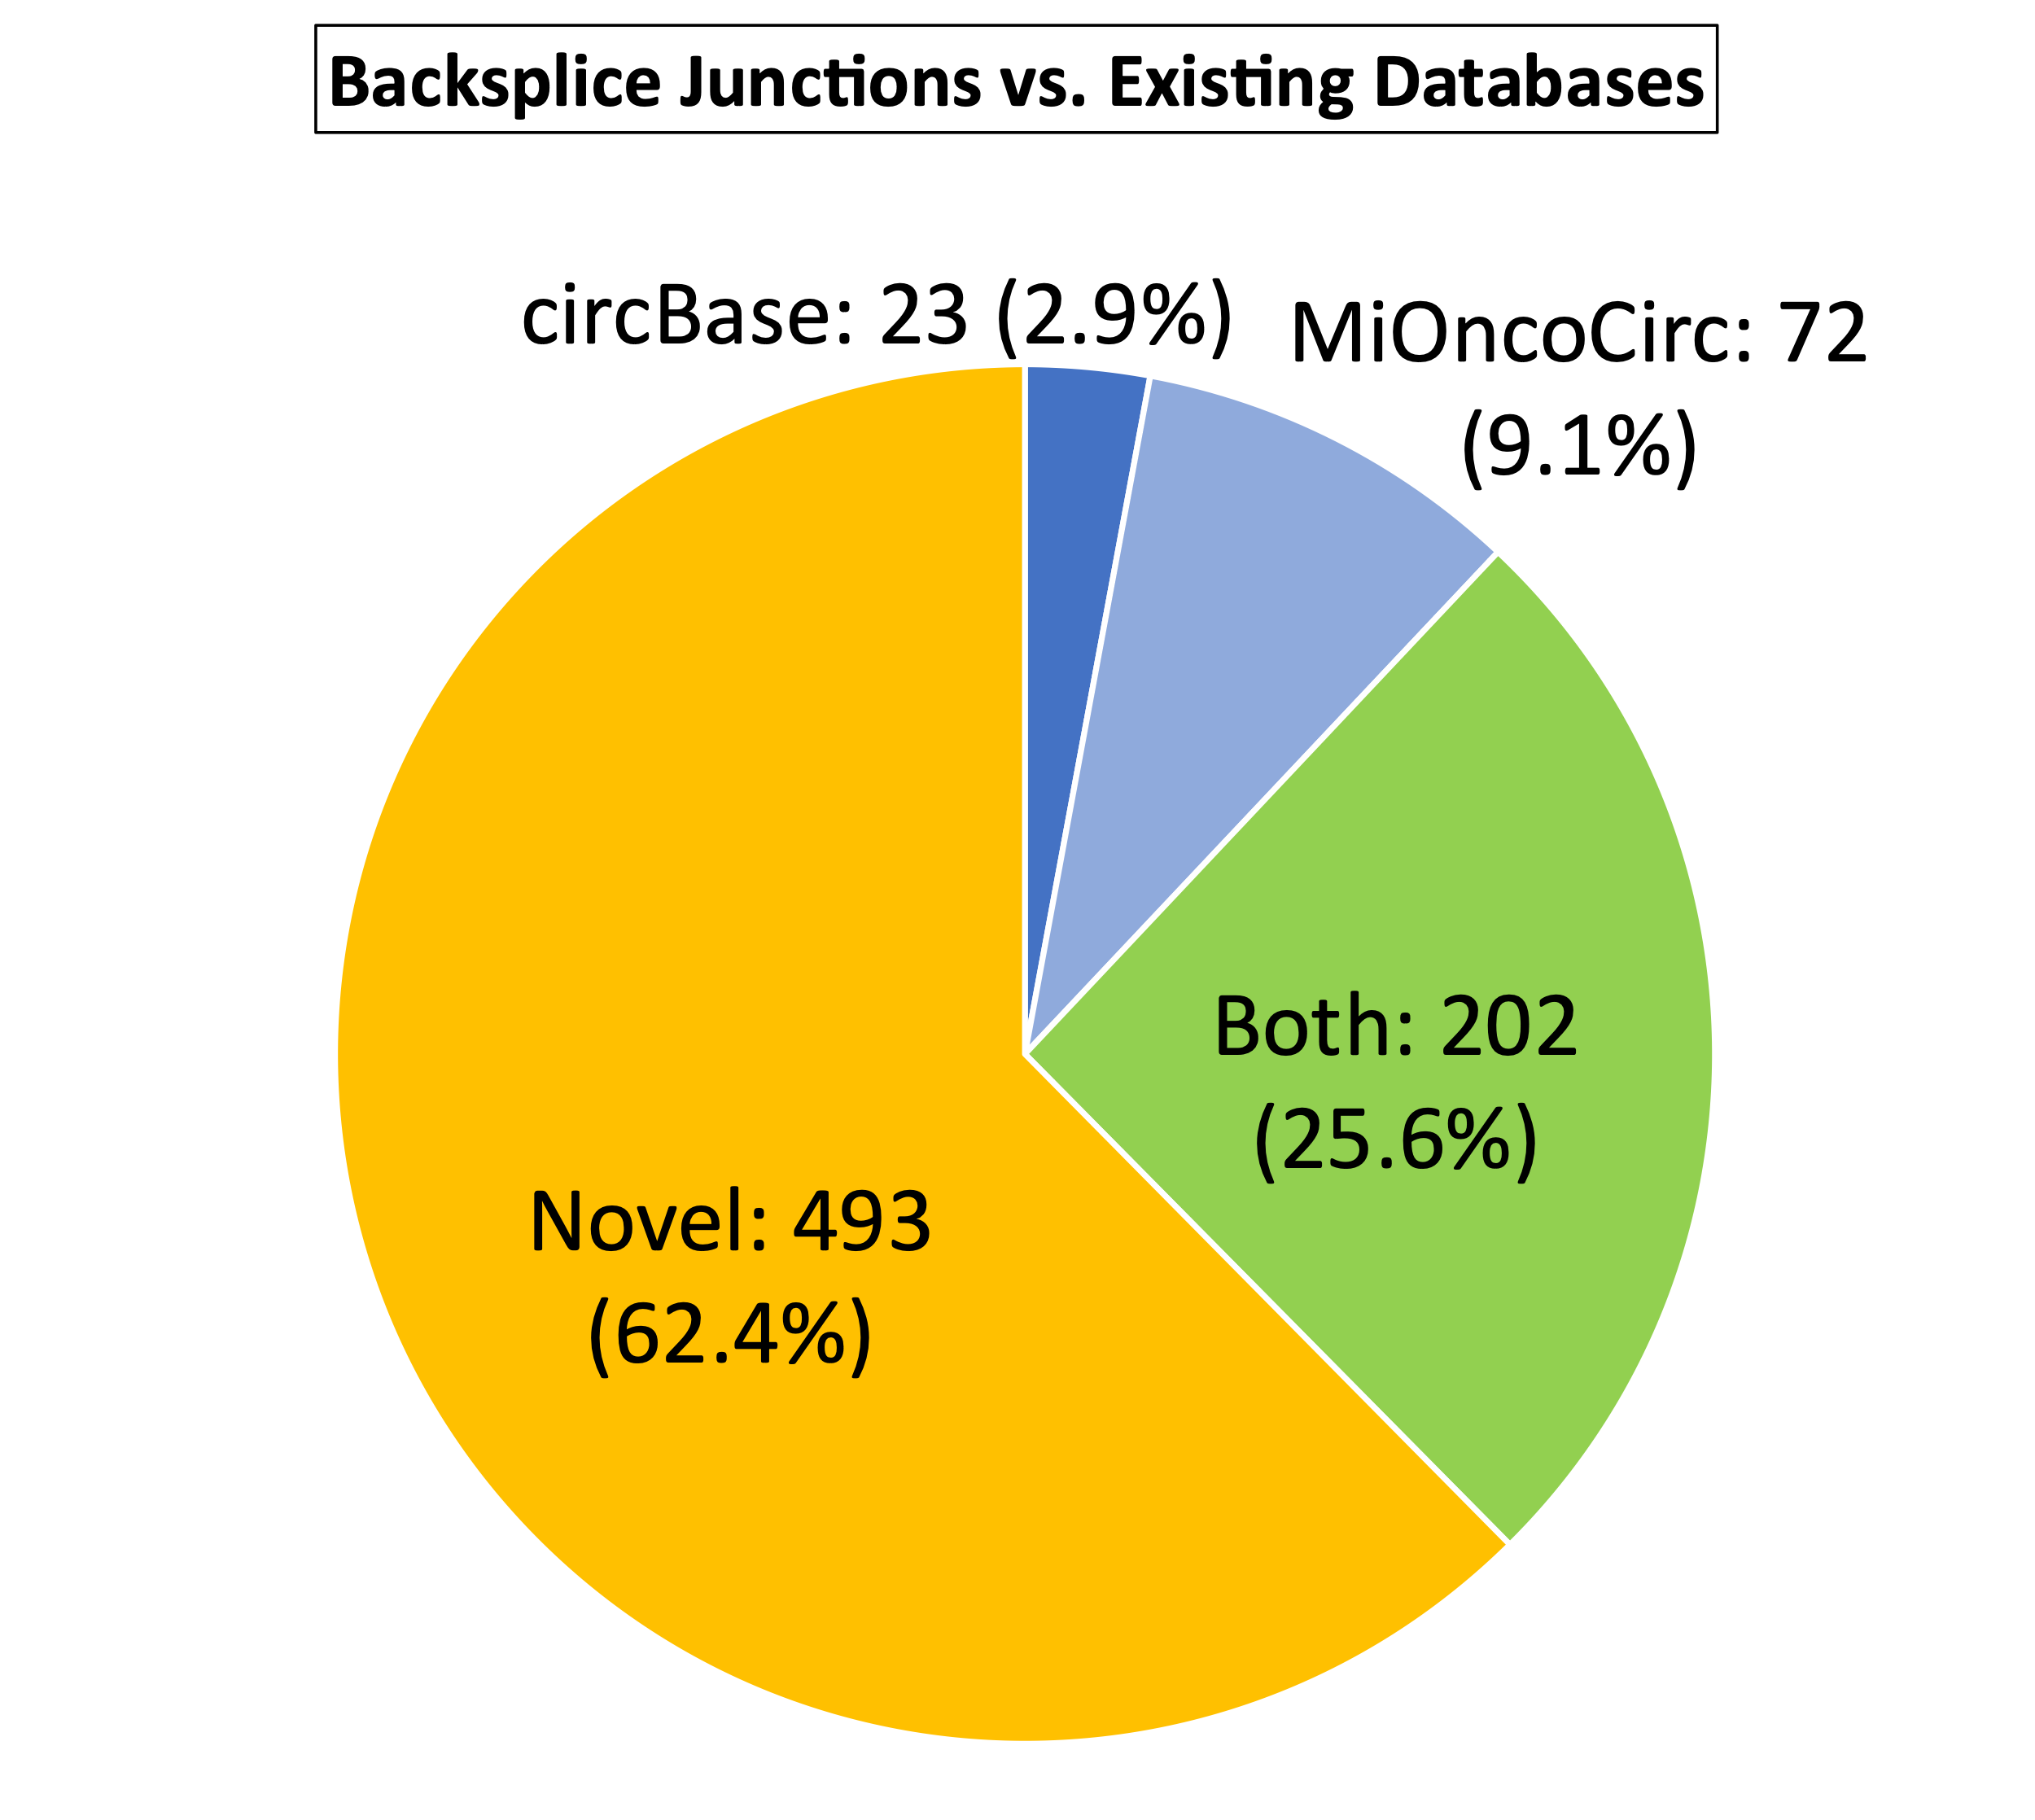 Backsplice Junctions vs. Existing Databases
circBase: 23 (2.9%)
MiOncoCirc: 72
(9.1%)
Both: 202
(25.6%)
Novel: 493
(62.4%)